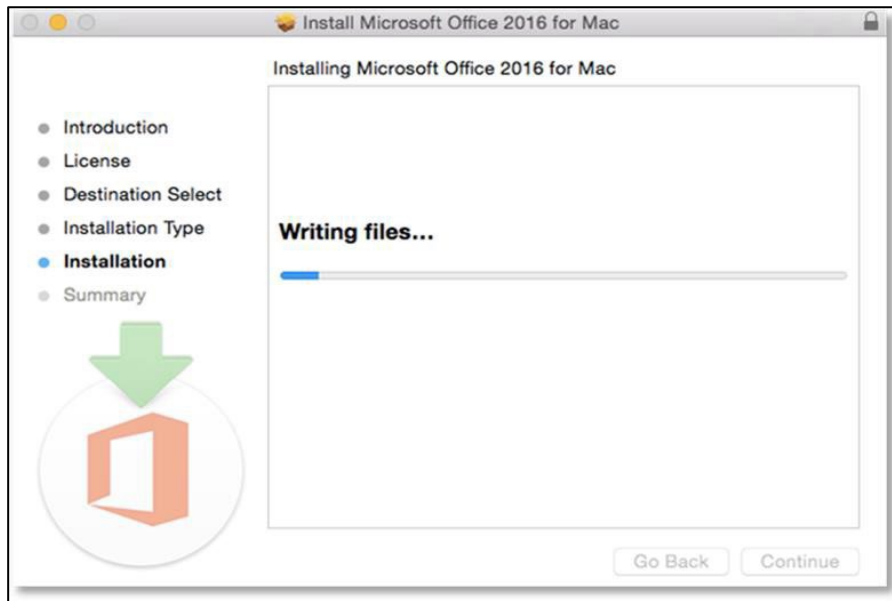 Install Microsoft Office 2016 for Mac
Installing Microsoft Office 2016 for Mac
Introduction
License
Destination Select
Installation Type
Installation
Summary
Writing files...
Go Back
Continue